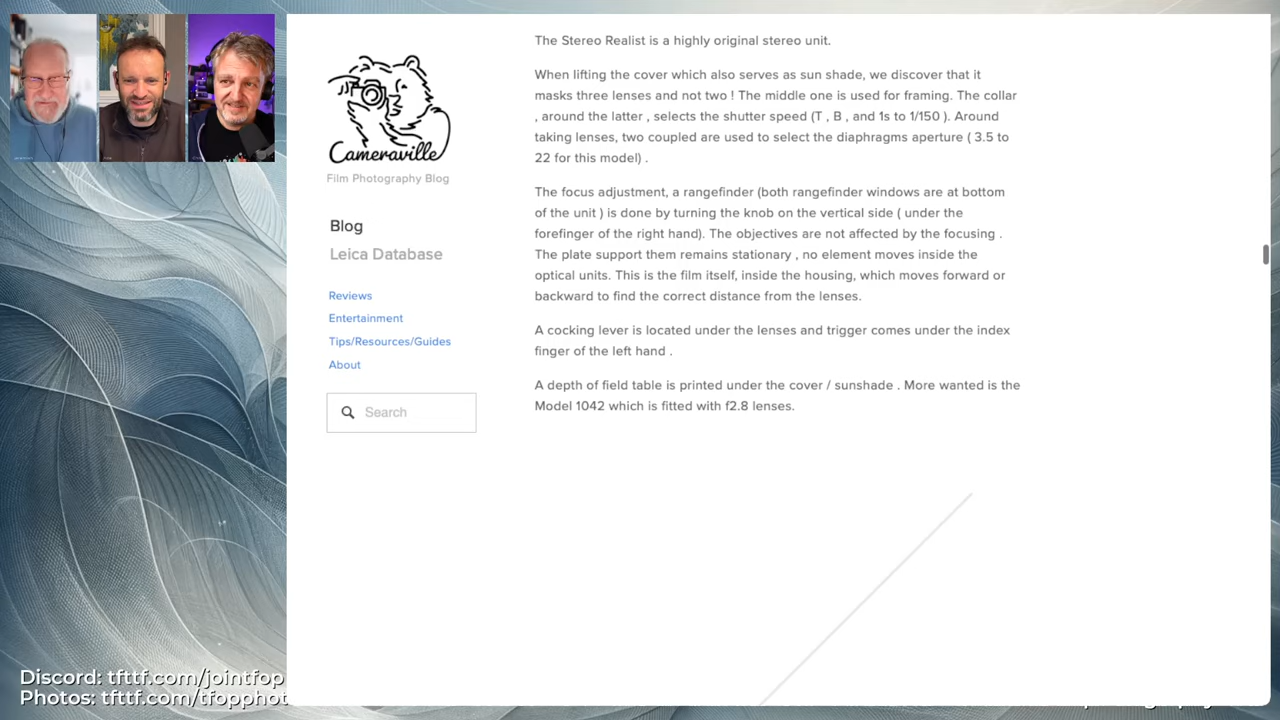 The Stereo Realist is a highly original stereo unit.
When lifting the cover which also serves as sun shade, we discover that it
masks three lenses and not two ! The middle one is used for framing. The collar
, around the latter , selects the shutter speed (T , B , and 1s to 1/150 ). Around
taking lenses, two coupled are used to select the diaphragms aperture ( 3.5 to
22 for this model) .
The focus adjustment, a rangefinder (both rangefinder windows are at bottom
of the unit ) is done by turning the knob on the vertical side ( under the
forefinger of the right hand). The objectives are not affected by the focusing .
The plate support them remains stationary , no element moves inside the
optical units. This is the film itself, inside the housing, which moves forward or
backward to find the correct distance from the lenses.
A cocking lever is located under the lenses and trigger comes under the index
finger of the left hand .
A depth of field table is printed under the cover / sunshade . More wanted is the
Model 1042 which is fitted with f2.8 lenses.
Cameraville
Film Photography Blog
Blog
Leica Database
Reviews
Entertainment
Tips/Resources/Guides
About
Search
Discord: tfttf.com/jointfop
Photos: tfttf.com/tfopphot